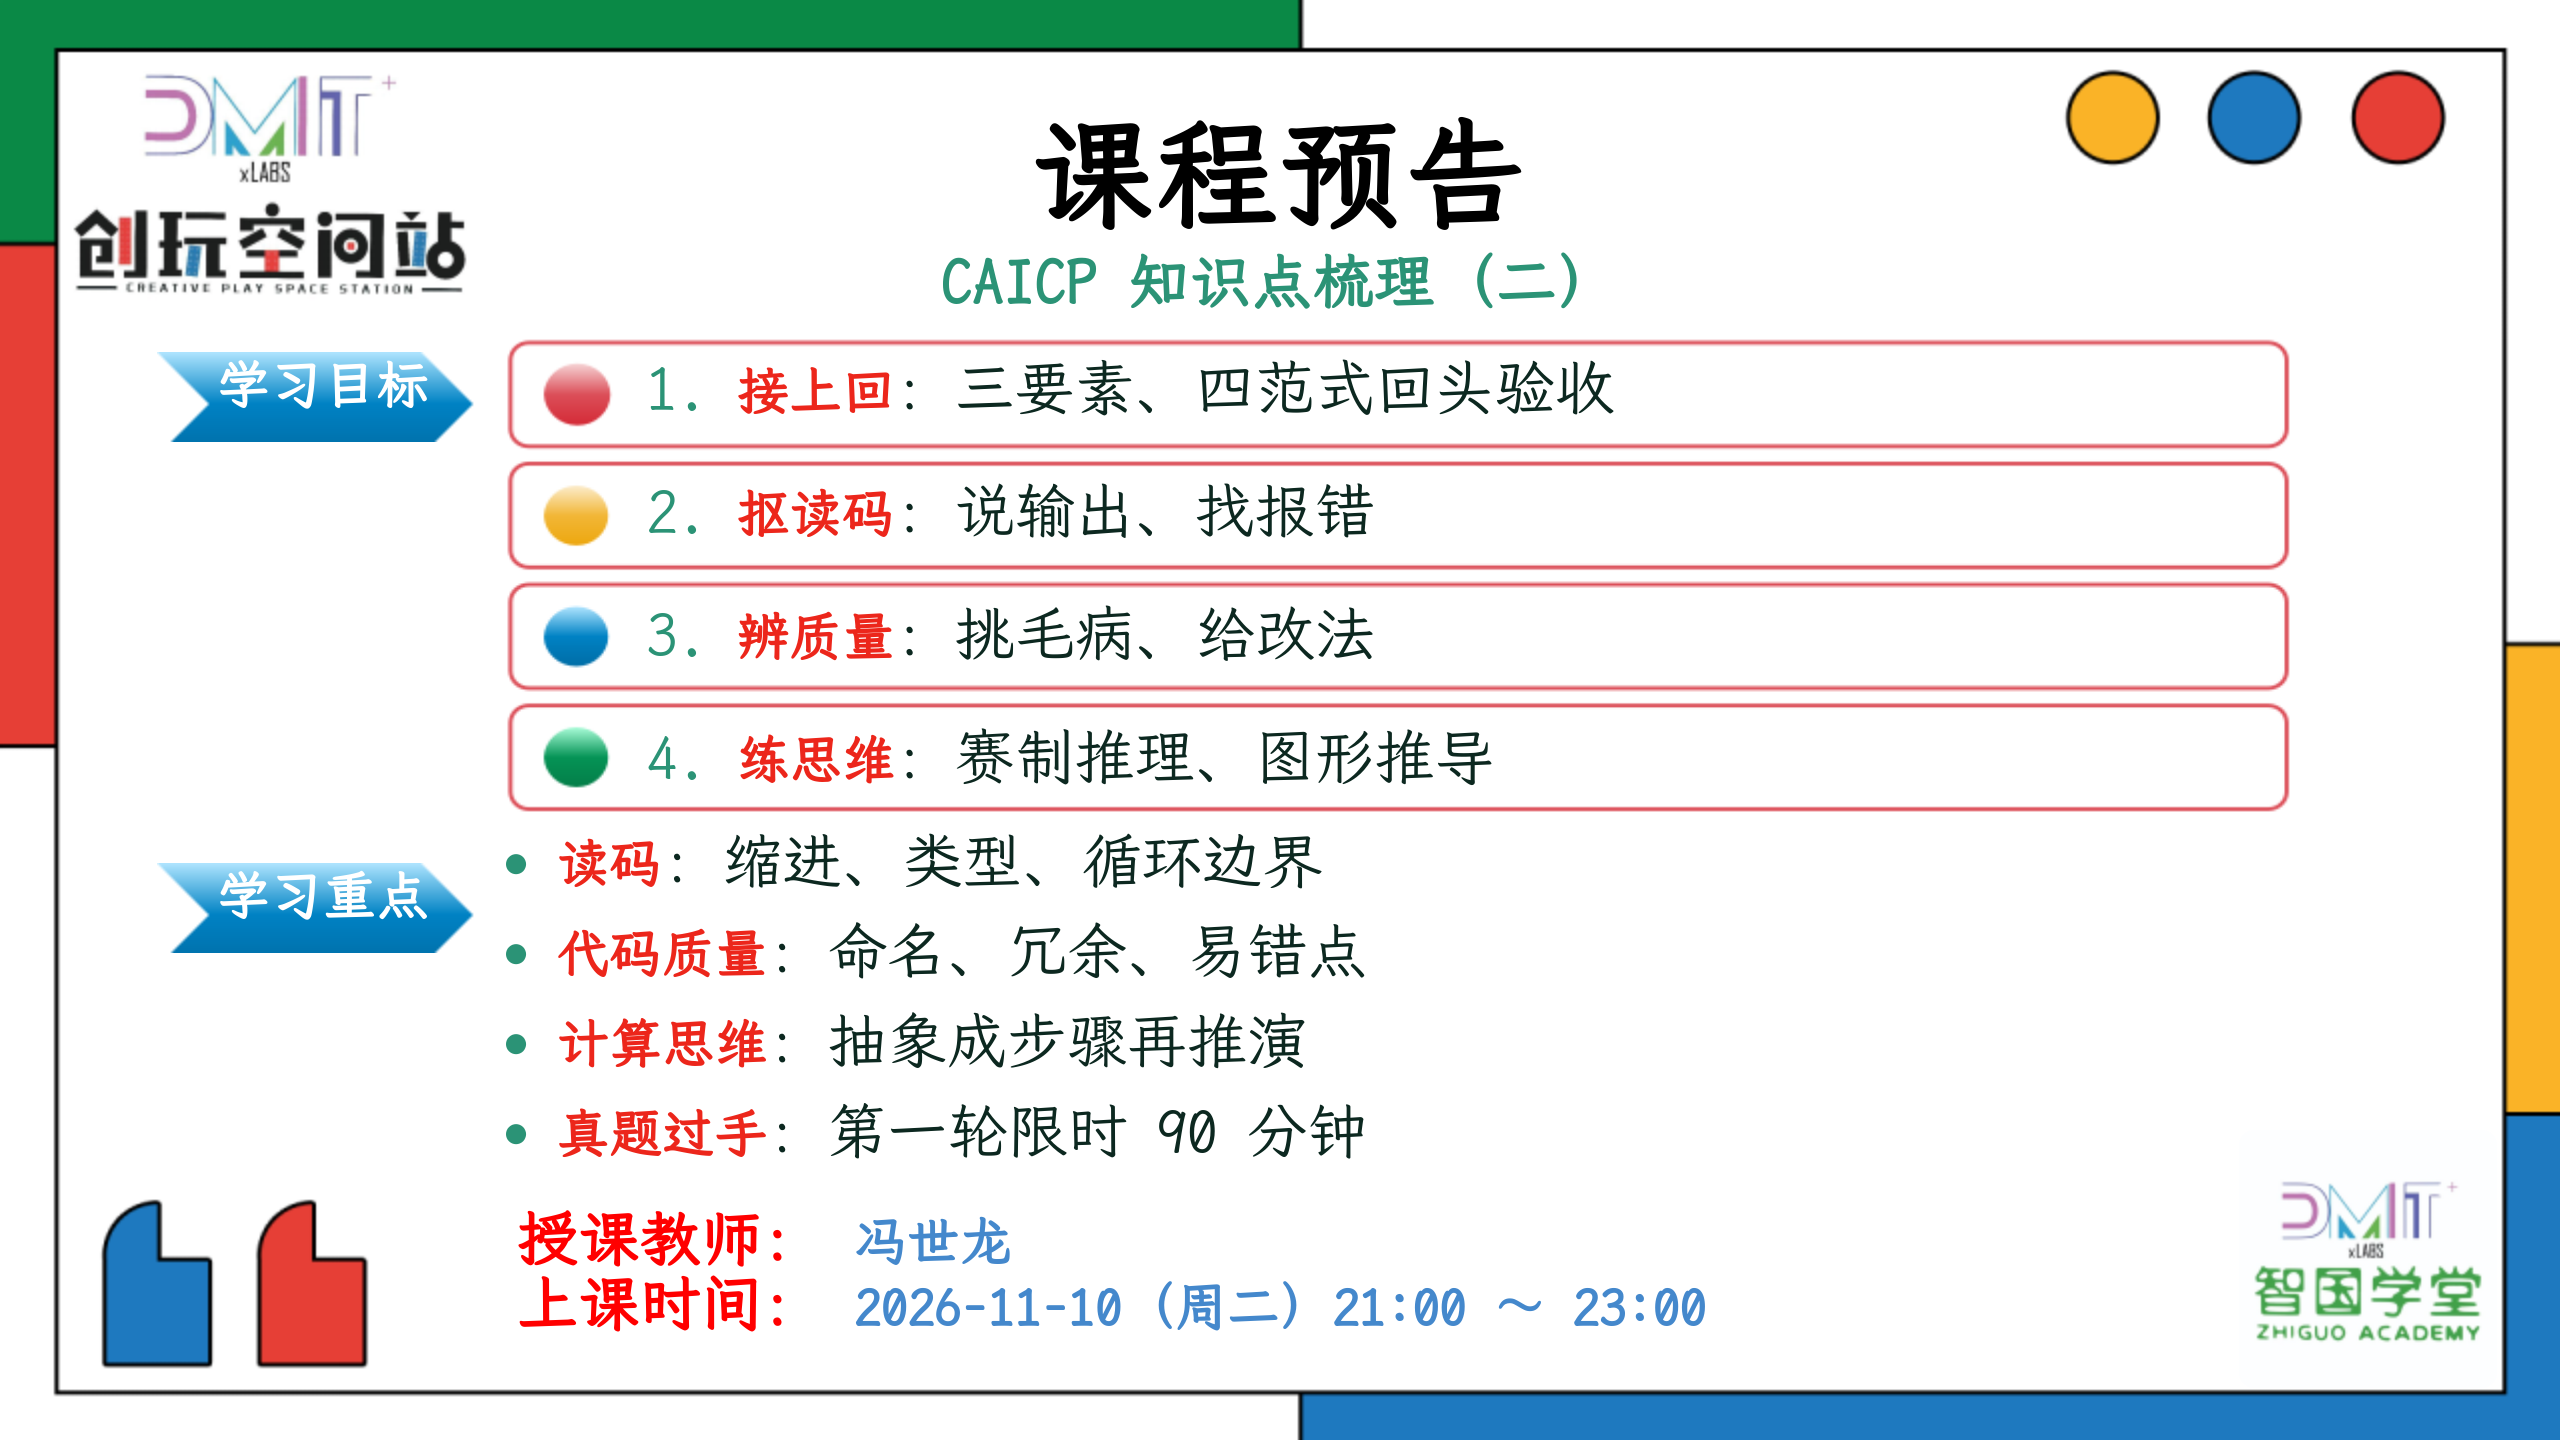 DMIT+
xLABS
创玩空间站
CREATIVE PLAY SPACE STATION
课程预告
CAICP 知识点梳理（二）
学习目标
1. 接上回：三要素、四范式回头验收
2. 抠读码：说输出、找报错
3. 辨质量：挑毛病、给改法
4. 练思维：赛制推理、图形推导
学习重点
• 读码：缩进、类型、循环边界
• 代码质量：命名、冗余、易错点
• 计算思维：抽象成步骤再推演
• 真题过手：第一轮限时 90 分钟
授课教师： 冯世龙
上课时间： 2026-11-10（周二）21:00 ～ 23:00
DMIT+
xLABS
智国学堂
ZHIGUO ACADEMY